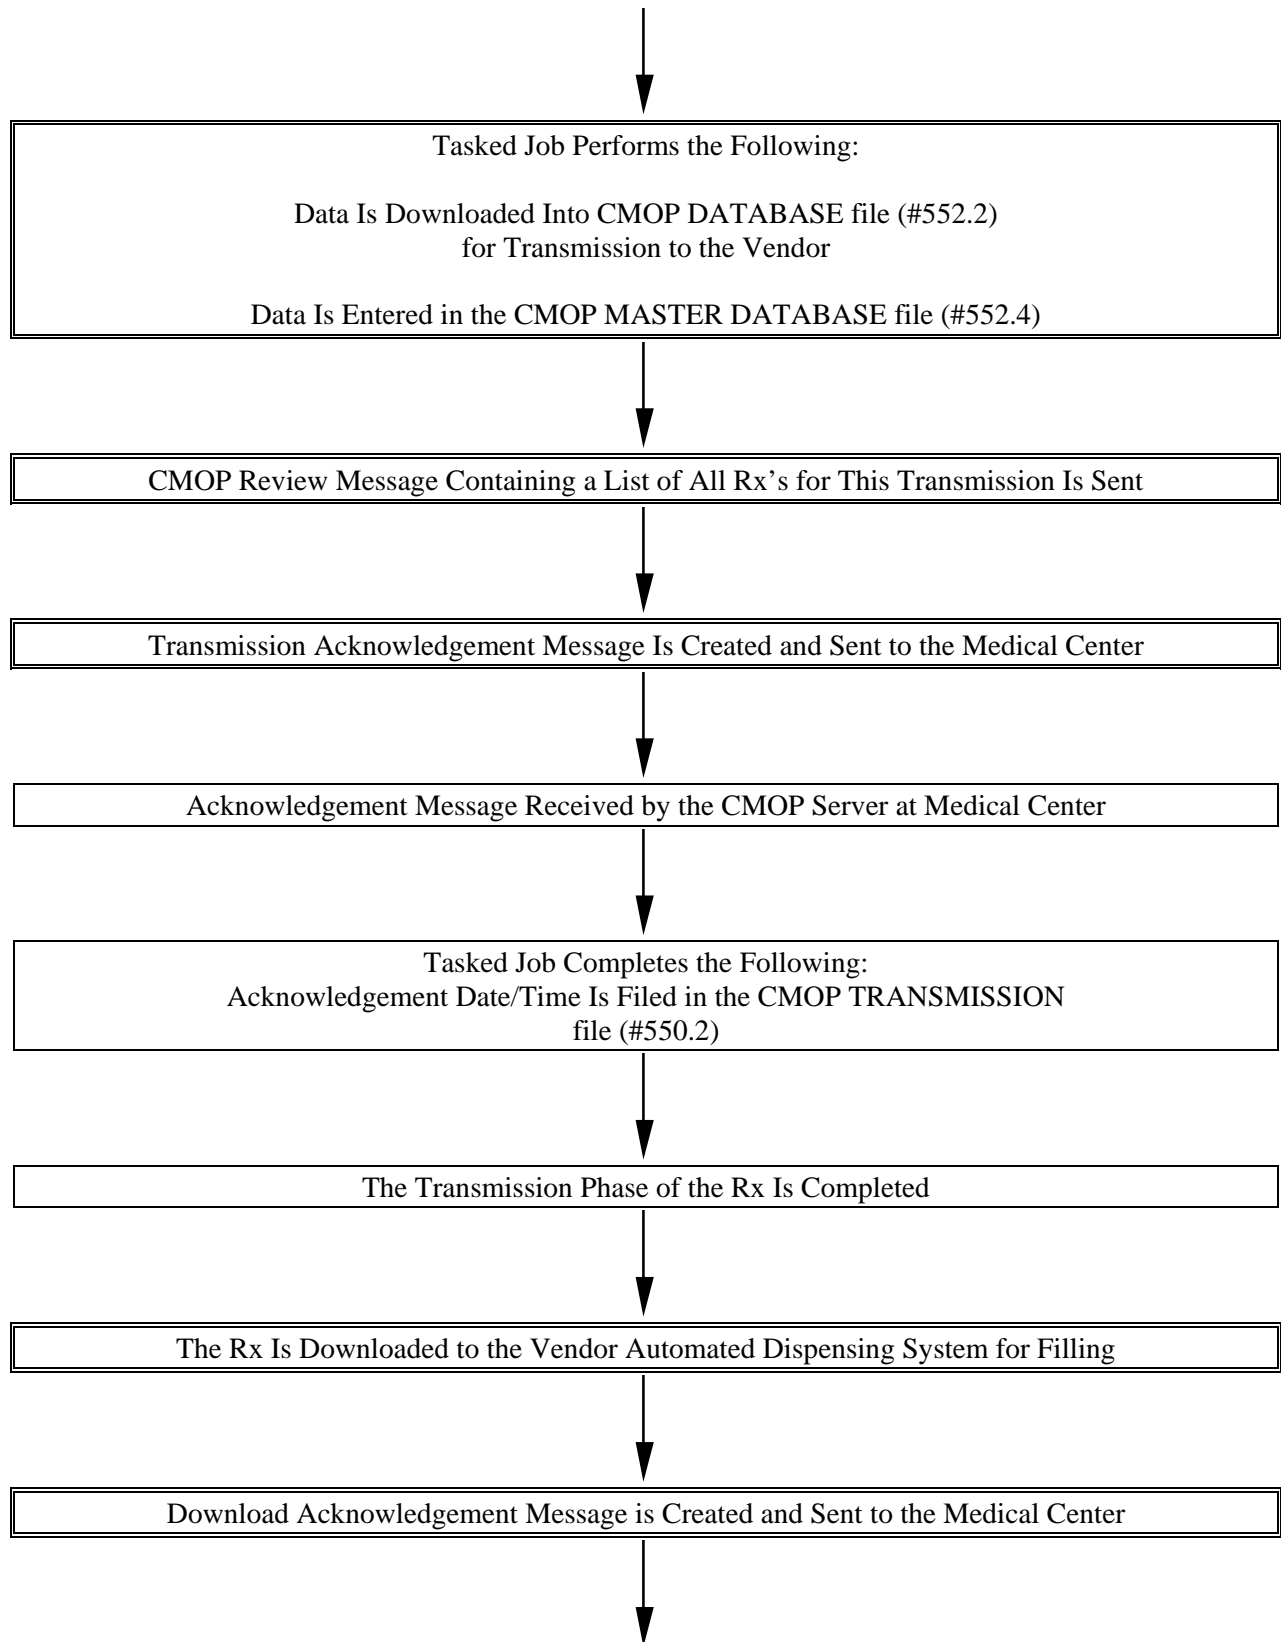 Tasked Job Performs the Following:
Data Is Downloaded Into CMOP DATABASE file (#552.2)
for Transmission to the Vendor
Data Is Entered in the CMOP MASTER DATABASE file (#552.4)
CMOP Review Message Containing a List of All Rx’s for This Transmission Is Sent
Transmission Acknowledgement Message Is Created and Sent to the Medical Center
Acknowledgement Message Received by the CMOP Server at Medical Center
Tasked Job Completes the Following:
Acknowledgement Date/Time Is Filed in the CMOP TRANSMISSION
file (#550.2)
The Transmission Phase of the Rx Is Completed
The Rx Is Downloaded to the Vendor Automated Dispensing System for Filling
Download Acknowledgement Message is Created and Sent to the Medical Center